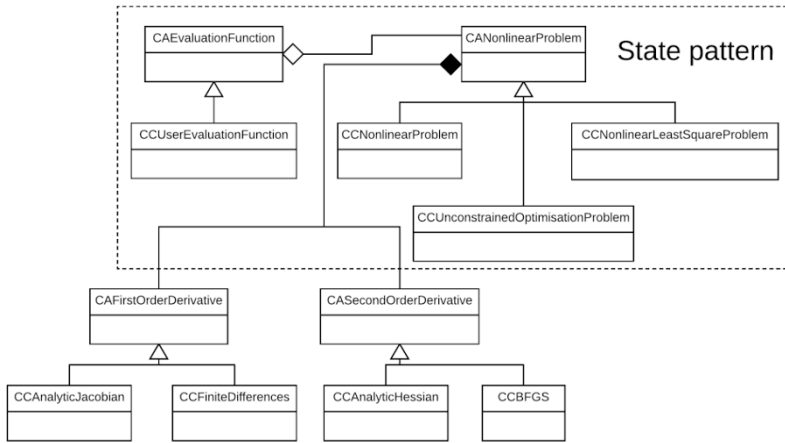 CAEvaluationFunction
CANonlinearProblem
State pattern
CCUserEvaluationFunction
CCNonlinearProblem
CCNonlinearLeastSquareProblem
CCUnconstrainedOptimisationProblem
CAFirstOrderDerivative
CASecondOrderDerivative
CCAnalyticJacobian
CCFiniteDifferences
CCAnalyticHessian
CCBFGS